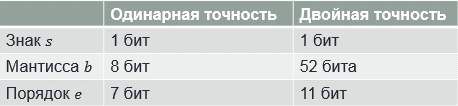 Одинарная точность Двойная точность
Знак s 1 бит 1 бит
Мантисса b 8 бит 52 бита
Порядок e 7 бит 11 бит